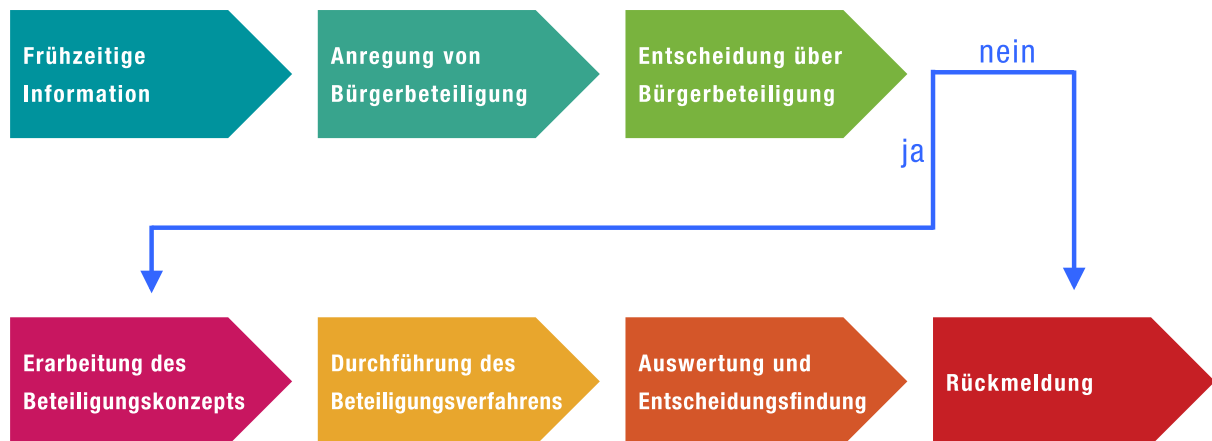 Frühzeitige
Information
Anregung von
Bürgerbeteiligung
Entscheidung über
Bürgerbeteiligung
nein
ja
Erarbeitung des
Beteiligungskonzepts
Durchführung des
Beteiligungsverfahrens
Auswertung und
Entscheidungsfindung
Rückmeldung